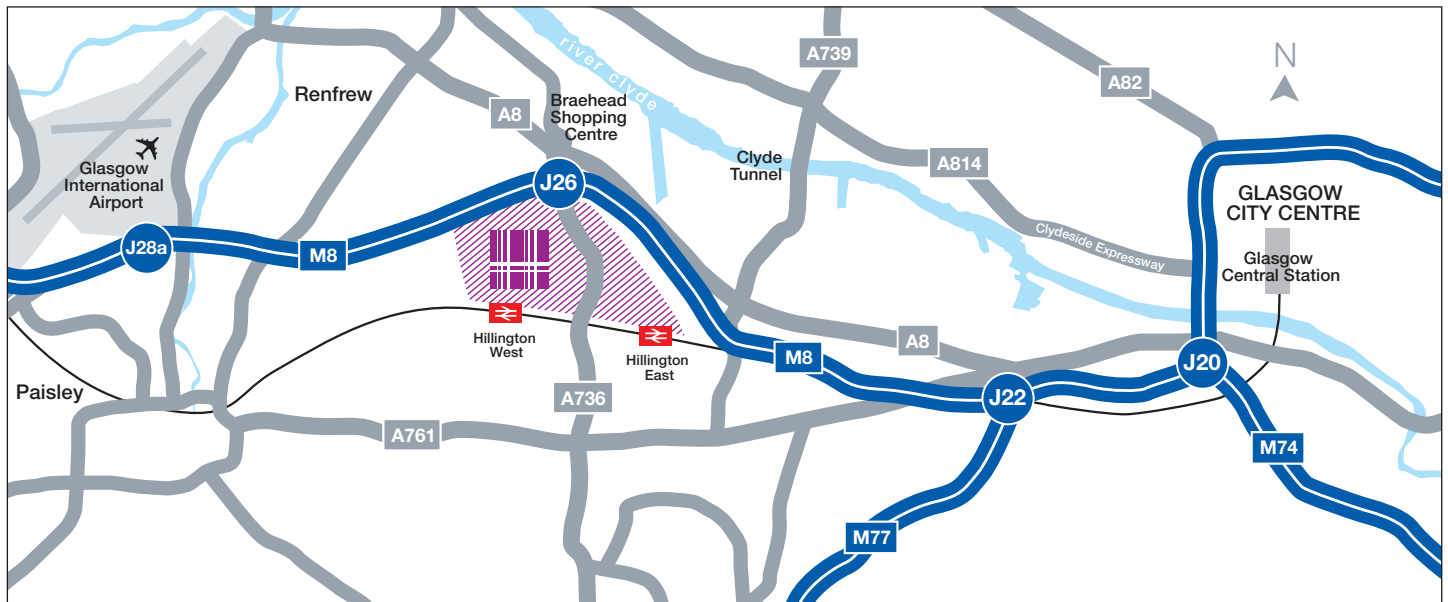 river clyde
A739
A82
N
Renfrew
A8
Braehead
Shopping
Centre
Clyde
Tunnel
A814
Glasgow
International
Airport
J26
GLASGOW
CITY CENTRE
J28a
M8
Clydeside Expressway
Glasgow
Central Station
Hillington
West
Hillington
East
M8
A8
J20
Paisley
A736
J22
A761
M74
M77